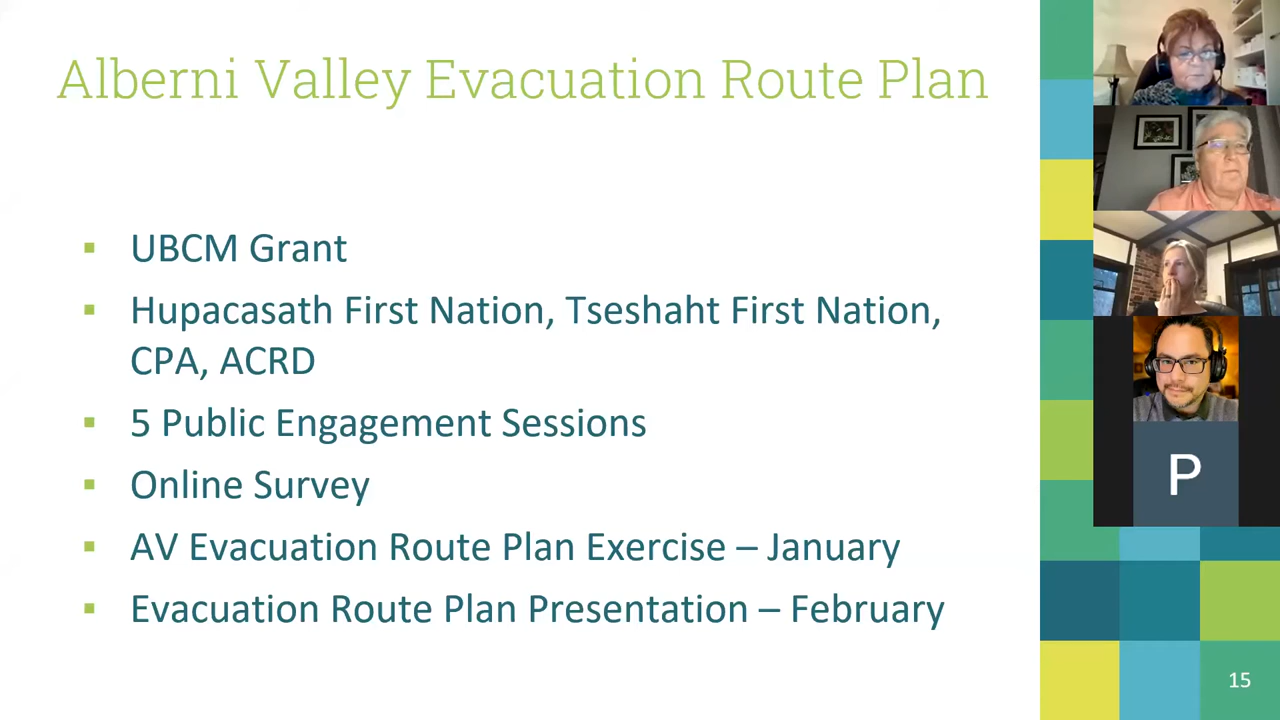 Alberni Valley Evacuation Route Plan
▪ UBCM Grant
▪ Hupacasath First Nation, Tseshaht First Nation,
CPA, ACRD
▪ 5 Public Engagement Sessions
▪ Online Survey
▪ AV Evacuation Route Plan Exercise – January
▪ Evacuation Route Plan Presentation – February
P
15